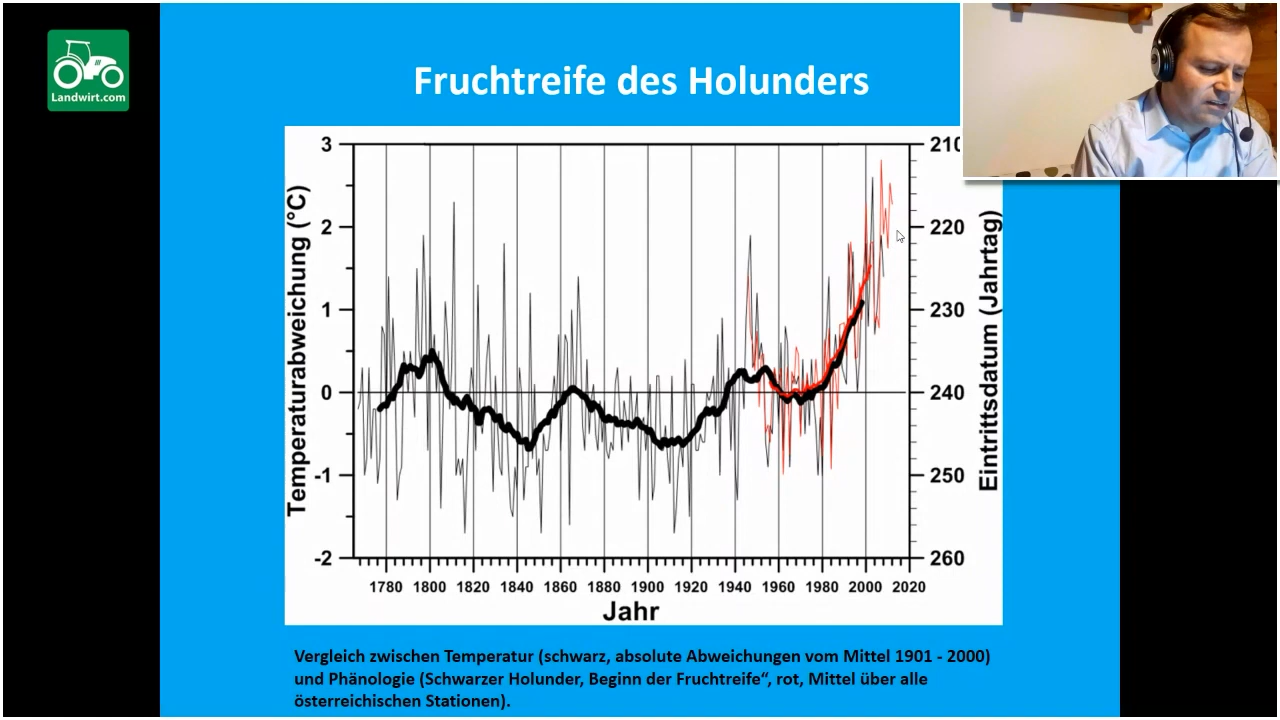 Landwirt.com
Fruchtreife des Holunders
3
2
1
0
-1
-2
Temperaturabweichung (°C)
210
220
230
240
250
260
Eintrittsdatum (Jahrtag)
1780 1800 1820 1840 1860 1880 1900 1920 1940 1960 1980 2000 2020
Jahr
Vergleich zwischen Temperatur (schwarz, absolute Abweichungen vom Mittel 1901 - 2000)
und Phänologie (Schwarzer Holunder, Beginn der Fruchtreife“, rot, Mittel über alle
österreichischen Stationen).